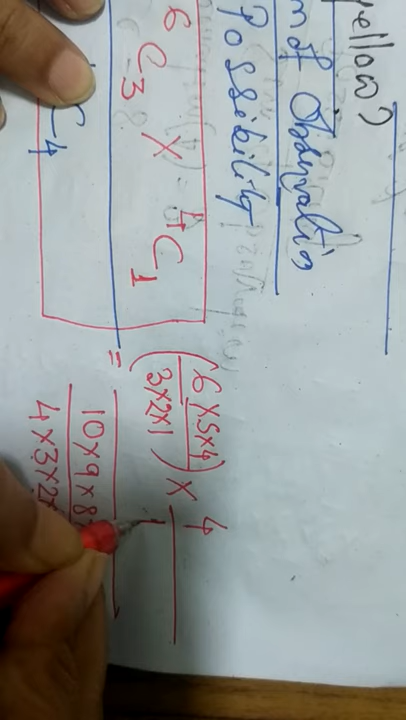 yellow?
of Observation
Possibility
6C3 × 4C1
C4
= (6×5×4 / 3×2×1) × 4 / 1
10×9×8
4×3×2×